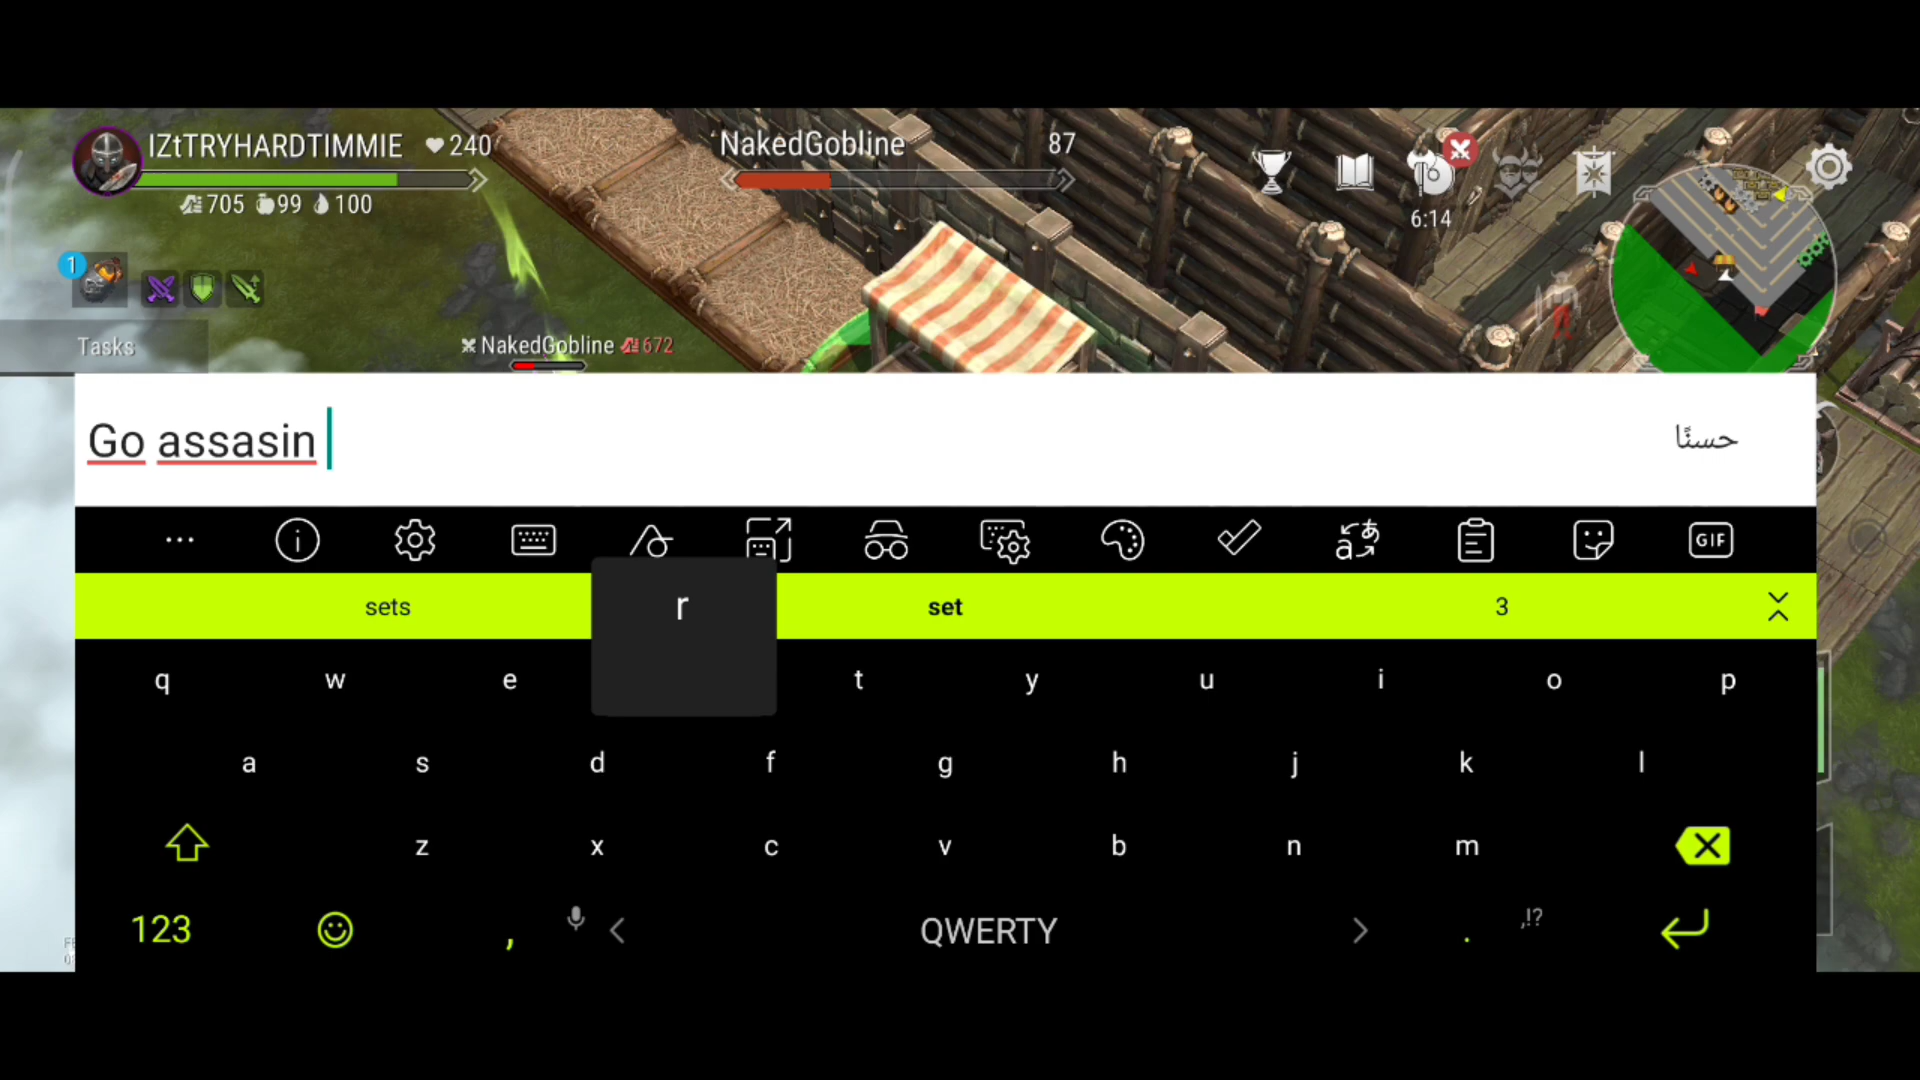 IZtTRYHARDTIMMIE 240
705 99 100
NakedGobline 87
6:14
1
Tasks
NakedGobline 672
Go assasin
حسنًا
GIF
sets r set 3
q w e t y u i o p
a s d f g h j k l
z x c v b n m
123 , < QWERTY > . ,!?